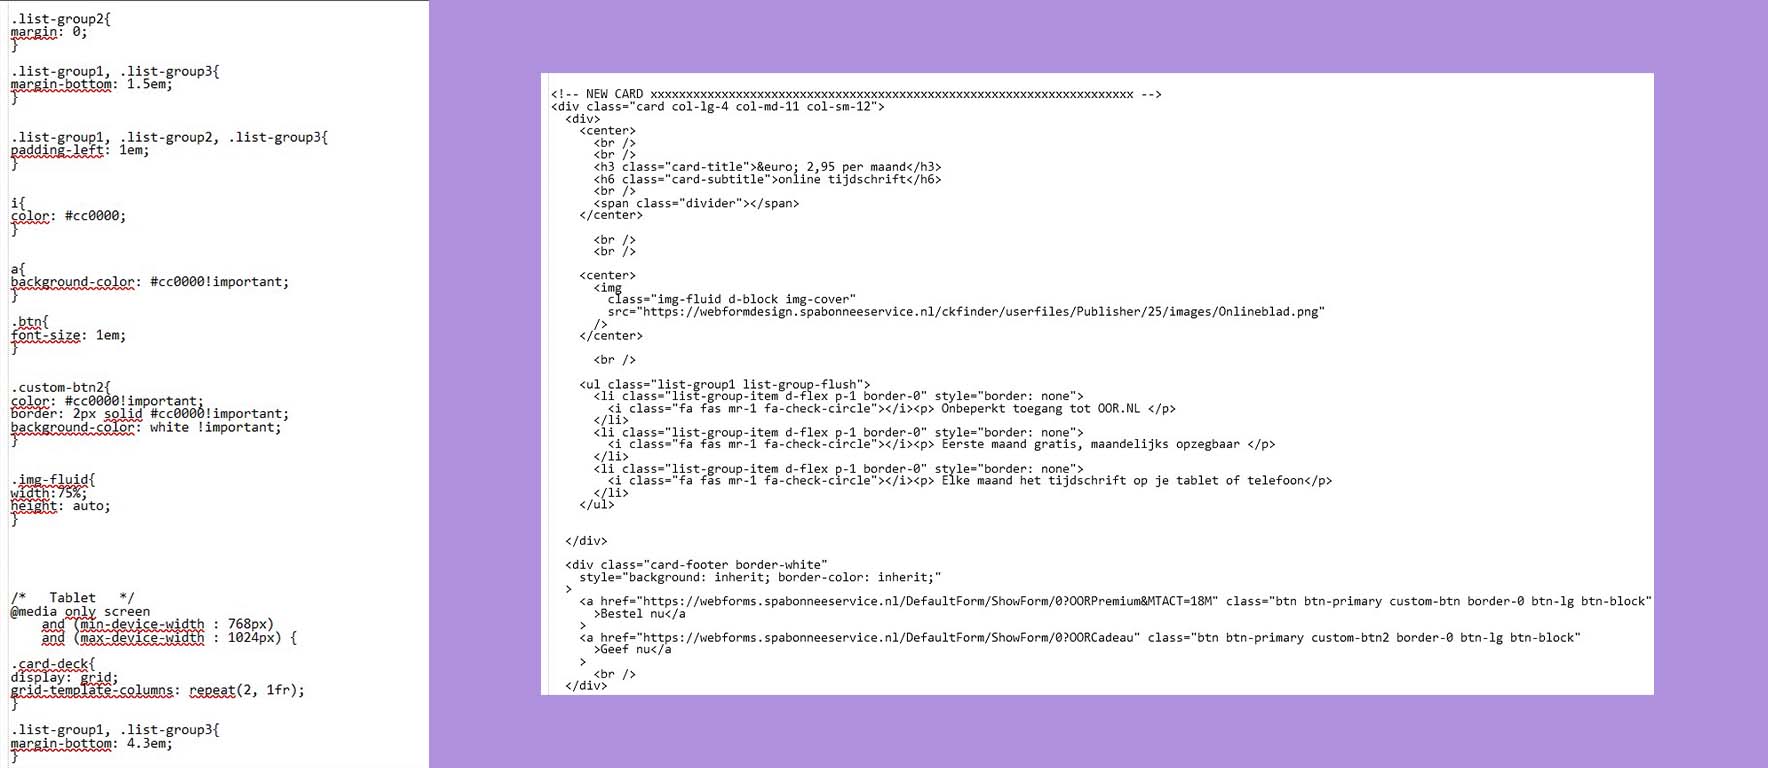 .list-group2{
margin: 0;
}
.list-group1, .list-group3{
margin-bottom: 1.5em;
}
.list-group1, .list-group2, .list-group3{
padding-left: 1em;
}
i{
color: #cc0000;
}
a{
background-color: #cc0000!important;
}
.btn{
font-size: 1em;
}
.custom-btn2{
color: #cc0000!important;
border: 2px solid #cc0000!important;
background-color: white !important;
}
.img-fluid{
width:75%;
height: auto;
}
/*   Tablet   */
@media only screen
    and (min-device-width : 768px)
    and (max-device-width : 1024px) {
.card-deck{
display: grid;
grid-template-columns: repeat(2, 1fr);
}
.list-group1, .list-group3{
margin-bottom: 4.3em;
}
<!-- NEW CARD xxxxxxxxxxxxxxxxxxxxxxxxxxxxxxxxxxxxxxxxxxxxxxxxxxxxxxxxxxxxxxxxxxxx -->
<div class="card col-lg-4 col-md-11 col-sm-12">
  <div>
    <center>
      <br />
      <br />
      <h3 class="card-title">&euro; 2,95 per maand</h3>
      <h6 class="card-subtitle">online tijdschrift</h6>
      <br />
      <span class="divider"></span>
    </center>
      <br />
      <br />
    <center>
      <img
        class="img-fluid d-block img-cover"
        src="https://webformdesign.spabonneeservice.nl/ckfinder/userfiles/Publisher/25/images/Onlineblad.png"
      />
    </center>
      <br />
    <ul class="list-group1 list-group-flush">
      <li class="list-group-item d-flex p-1 border-0" style="border: none">
        <i class="fa fas mr-1 fa-check-circle"></i><p> Onbeperkt toegang tot OOR.NL </p>
      </li>
      <li class="list-group-item d-flex p-1 border-0" style="border: none">
        <i class="fa fas mr-1 fa-check-circle"></i><p> Eerste maand gratis, maandelijks opzegbaar </p>
      </li>
      <li class="list-group-item d-flex p-1 border-0" style="border: none">
        <i class="fa fas mr-1 fa-check-circle"></i><p> Elke maand het tijdschrift op je tablet of telefoon</p>
      </li>
    </ul>
  </div>
  <div class="card-footer border-white"
    style="background: inherit; border-color: inherit;"
  >
    <a href="https://webforms.spabonneeservice.nl/DefaultForm/ShowForm/0?OORPremium&MTACT=18M" class="btn btn-primary custom-btn border-0 btn-lg btn-block"
      >Bestel nu</a
    >
    <a href="https://webforms.spabonneeservice.nl/DefaultForm/ShowForm/0?OORCadeau" class="btn btn-primary custom-btn2 border-0 btn-lg btn-block"
      >Geef nu</a
    >
      <br />
  </div>